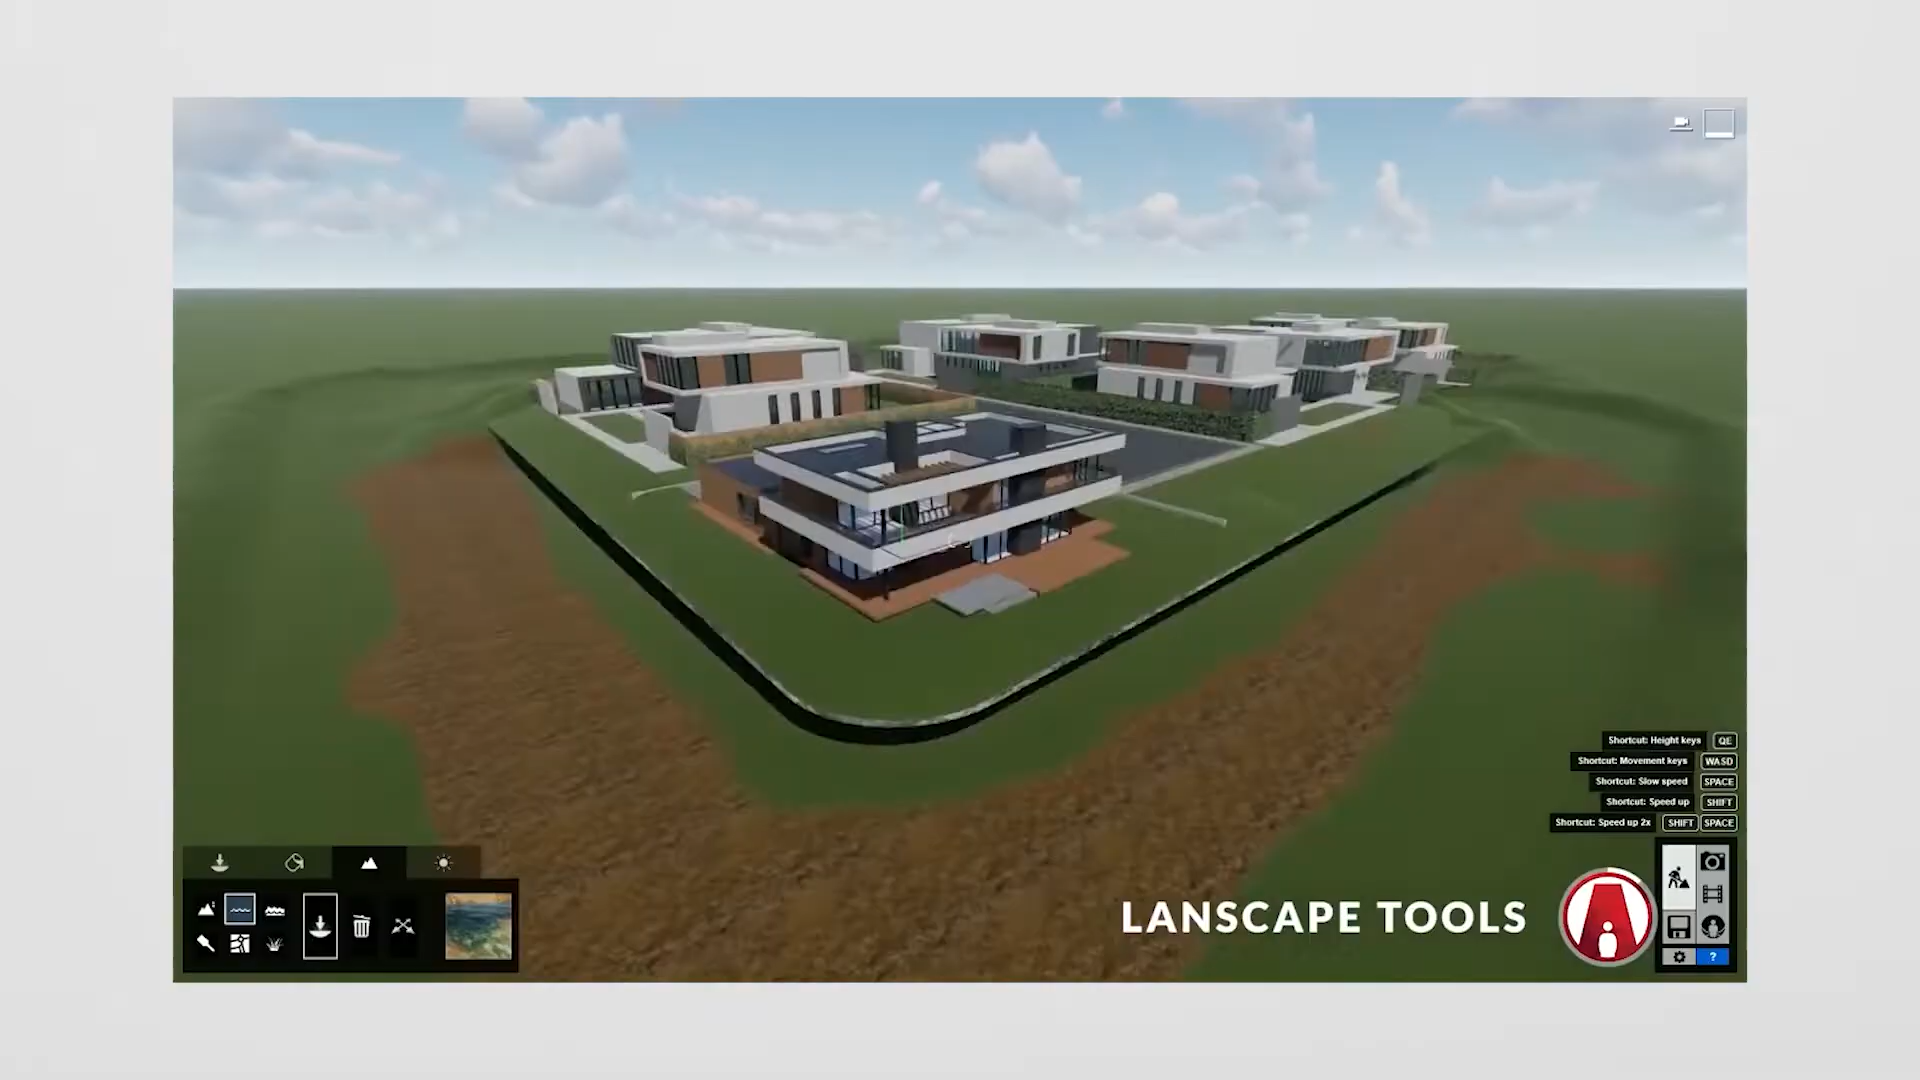 Shortcut: Height keys QE
Shortcut: Movement keys WASD
Shortcut: Slow speed SPACE
Shortcut: Speed up SHIFT
Shortcut: Speed up 2x SHIFT SPACE
LANSCAPE TOOLS
?